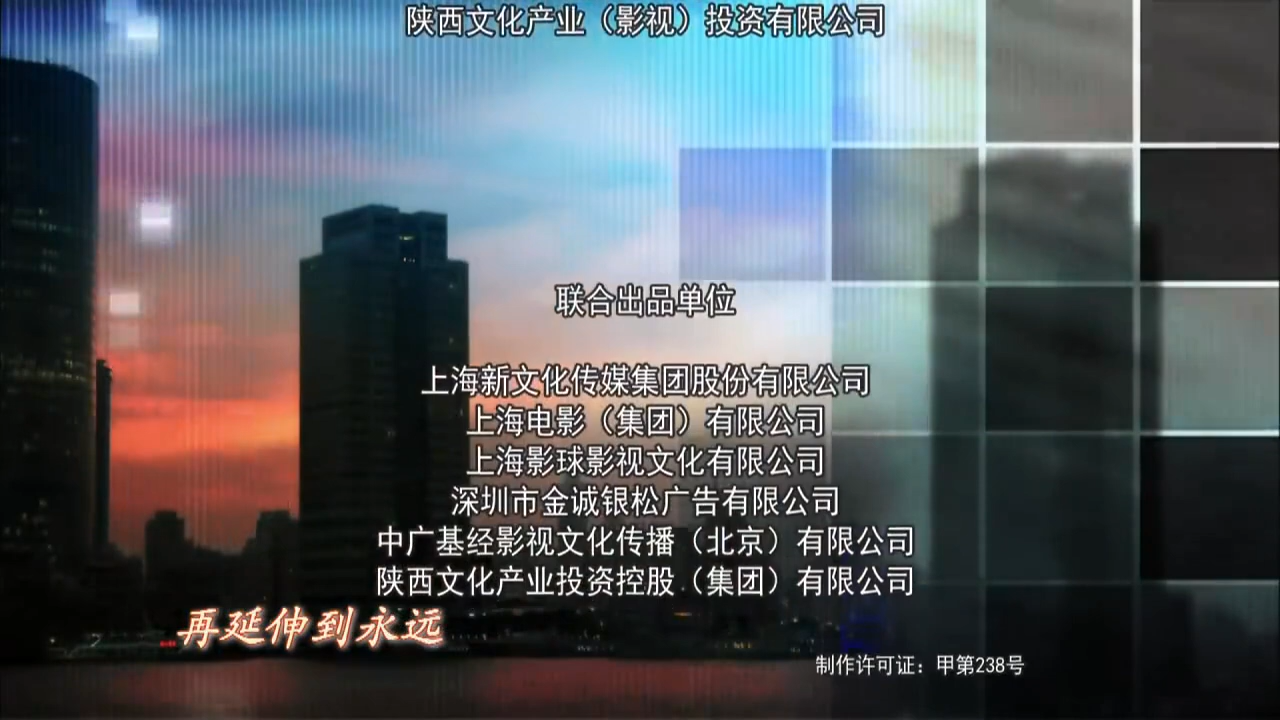 陕西文化产业（影视）投资有限公司
联合出品单位
上海新文化传媒集团股份有限公司
上海电影（集团）有限公司
上海影球影视文化有限公司
深圳市金诚银松广告有限公司
中广基经影视文化传播（北京）有限公司
陕西文化产业投资控股（集团）有限公司
再延伸到永远
制作许可证：甲第238号